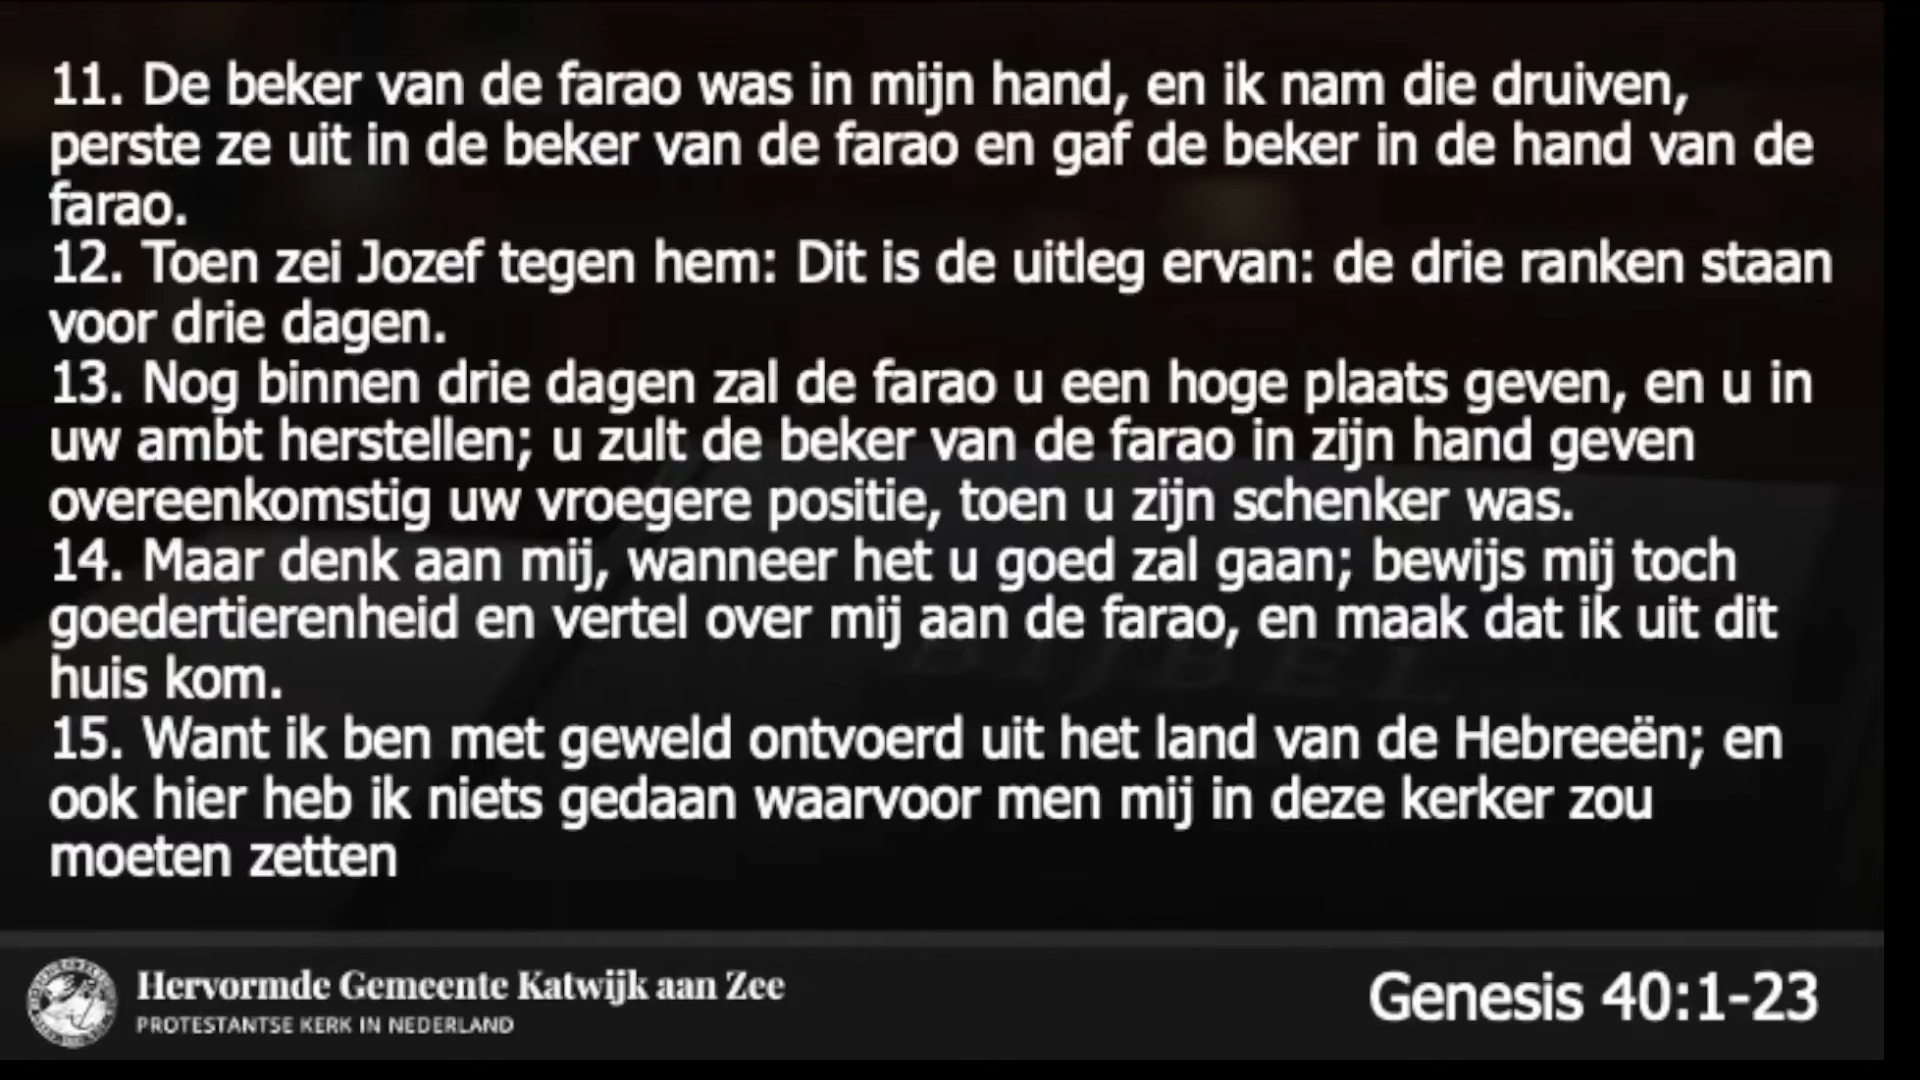 11. De beker van de farao was in mijn hand, en ik nam die druiven,
perste ze uit in de beker van de farao en gaf de beker in de hand van de
farao.
12. Toen zei Jozef tegen hem: Dit is de uitleg ervan: de drie ranken staan
voor drie dagen.
13. Nog binnen drie dagen zal de farao u een hoge plaats geven, en u in
uw ambt herstellen; u zult de beker van de farao in zijn hand geven
overeenkomstig uw vroegere positie, toen u zijn schenker was.
14. Maar denk aan mij, wanneer het u goed zal gaan; bewijs mij toch
goedertierenheid en vertel over mij aan de farao, en maak dat ik uit dit
huis kom.
15. Want ik ben met geweld ontvoerd uit het land van de Hebreeën; en
ook hier heb ik niets gedaan waarvoor men mij in deze kerker zou
moeten zetten
BIJBEL
Hervormde Gemeente Katwijk aan Zee
PROTESTANTSE KERK IN NEDERLAND
Genesis 40:1-23